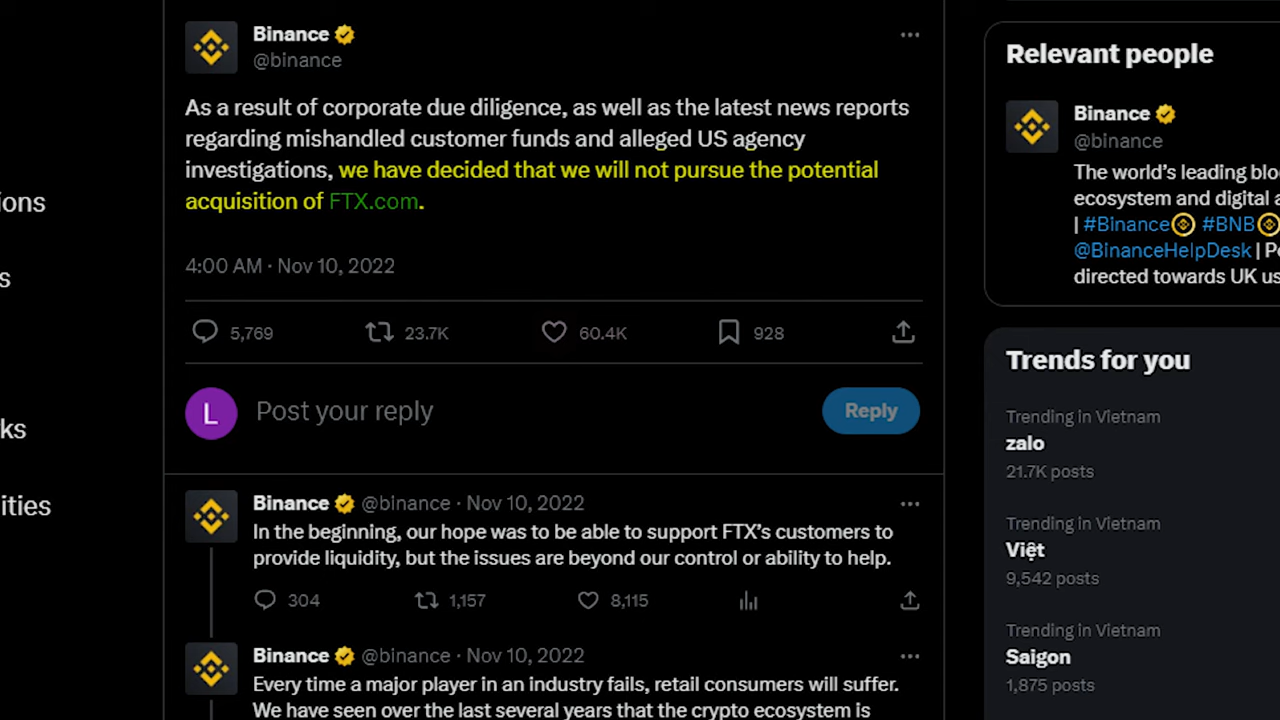 Binance
@binance
As a result of corporate due diligence, as well as the latest news reports
regarding mishandled customer funds and alleged US agency
investigations, we have decided that we will not pursue the potential
acquisition of FTX.com.
4:00 AM · Nov 10, 2022
5,769 23.7K 60.4K 928
L Post your reply Reply
Binance @binance · Nov 10, 2022
In the beginning, our hope was to be able to support FTX's customers to
provide liquidity, but the issues are beyond our control or ability to help.
304 1,157 8,115
Binance @binance · Nov 10, 2022
Every time a major player in an industry fails, retail consumers will suffer.
We have seen over the last several years that the crypto ecosystem is
ions
s
ks
ities
Relevant people
Binance
@binance
The world's leading blo
ecosystem and digital a
| #Binance #BNB
@BinanceHelpDesk | Po
directed towards UK us
Trends for you
Trending in Vietnam
zalo
21.7K posts
Trending in Vietnam
Việt
9,542 posts
Trending in Vietnam
Saigon
1,875 posts